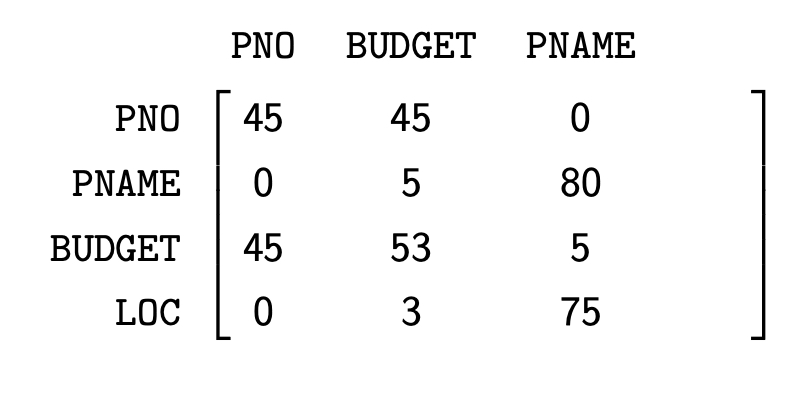 PNO BUDGET PNAME
PNO 45 45 0
PNAME 0 5 80
BUDGET 45 53 5
LOC 0 3 75